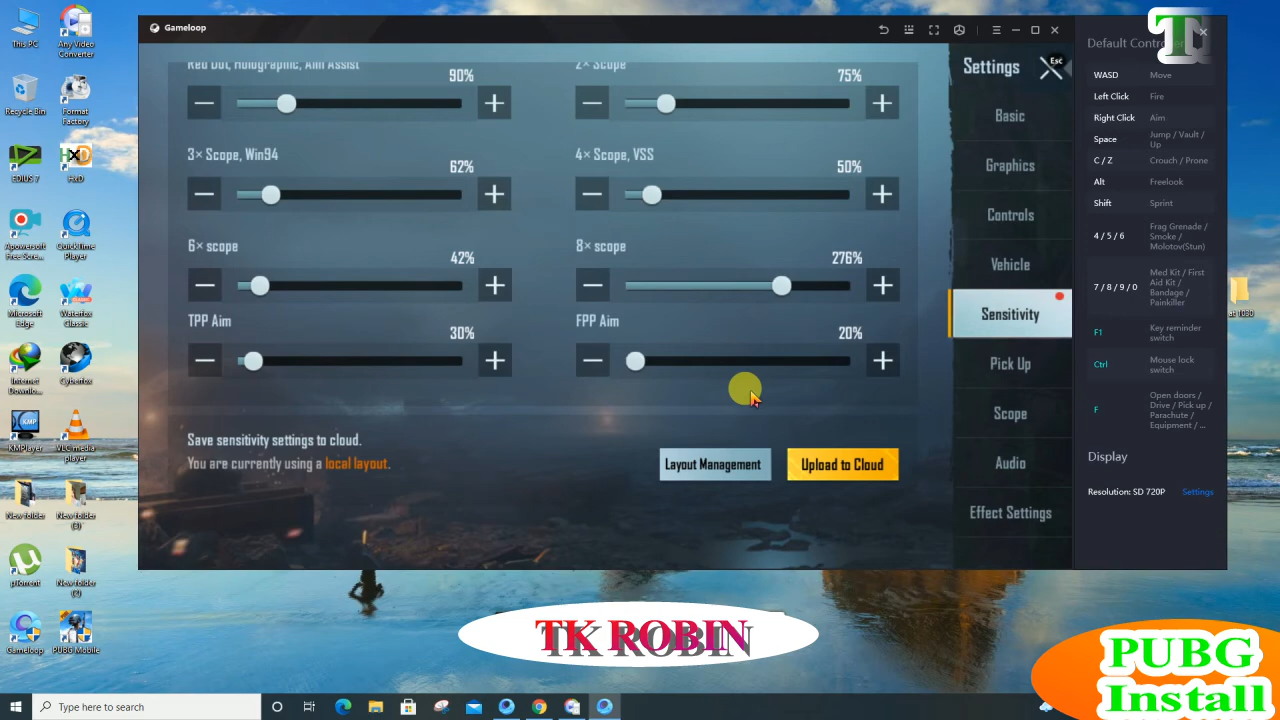 This PC
Any Video
Converter
Recycle Bin
Format
Factory
EDIUS 7
HxD
Apowersoft
Free Scre...
QuickTime
Player
Microsoft
Edge
Waterfox
Classic
Internet
Downlo...
Cyberfox
KMPlayer
VLC media
player
New folder
New folder
(3)
µTorrent
New folder
(2)
Gameloop
PUBG Mobile
Gameloop
Red Dot, Holographic, Aim Assist
90%
2× Scope
75%
3× Scope, Win94
62%
4× Scope, VSS
50%
6× scope
42%
8× scope
276%
TPP Aim
30%
FPP Aim
20%
Save sensitivity settings to cloud.
You are currently using a local layout.
Layout Management
Upload to Cloud
Settings
Esc
Basic
Graphics
Controls
Vehicle
Sensitivity
Pick Up
Scope
Audio
Effect Settings
WASD
Move
Left Click
Fire
Right Click
Aim
Space
Jump / Vault /
Up
C / Z
Crouch / Prone
Alt
Freelook
Shift
Sprint
4 / 5 / 6
Frag Grenade /
Smoke /
Molotov(Stun)
7 / 8 / 9 / 0
Med Kit / First
Aid Kit /
Bandage /
Painkiller
F1
Key reminder
switch
Ctrl
Mouse lock
switch
F
Open doors /
Drive / Pick up /
Parachute /
Equipment / ...
Display
Resolution: SD 720P
Settings
at 1030
TK ROBIN
PUBG
Install
Type here to search